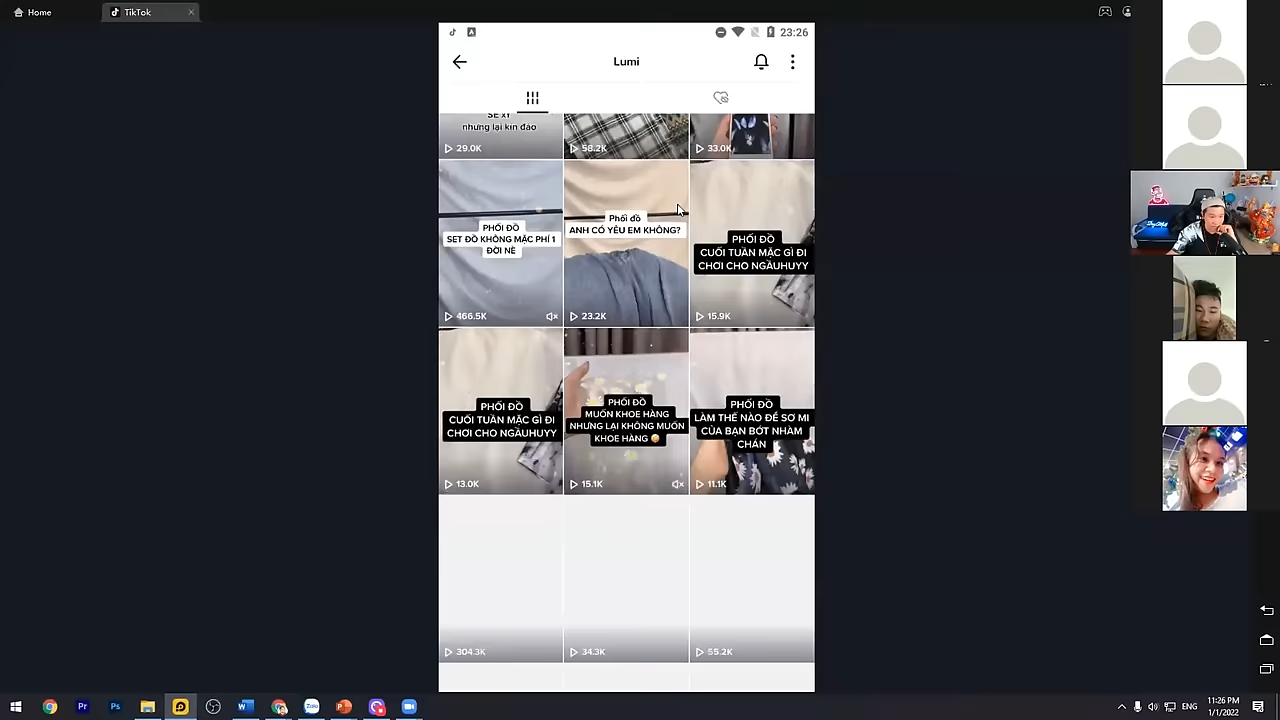 Home
TikTok
23:26
Lumi
nhưng lại kín đáo
29.0K
58.2K
33.0K
PHỐI ĐỒ
SET ĐỒ KHÔNG MẶC PHÍ 1
ĐỜI NÈ
466.5K
Phối đồ
ANH CÓ YÊU EM KHÔNG?
23.2K
PHỐI ĐỒ
CUỐI TUẦN MẶC GÌ ĐI
CHƠI CHO NGẦUHUYY
15.9K
PHỐI ĐỒ
CUỐI TUẦN MẶC GÌ ĐI
CHƠI CHO NGẦUHUYY
13.0K
PHỐI ĐỒ
MUỐN KHOE HÀNG
NHƯNG LẠI KHÔNG MUỐN
KHOE HÀNG
15.1K
PHỐI ĐỒ
LÀM THẾ NÀO ĐỂ SƠ MI
CỦA BẠN BỚT NHÀM
CHÁN
11.1K
304.3K
34.3K
55.2K
Pr
Ps
W
Zalo
P
ENG
11:26 PM
1/1/2022